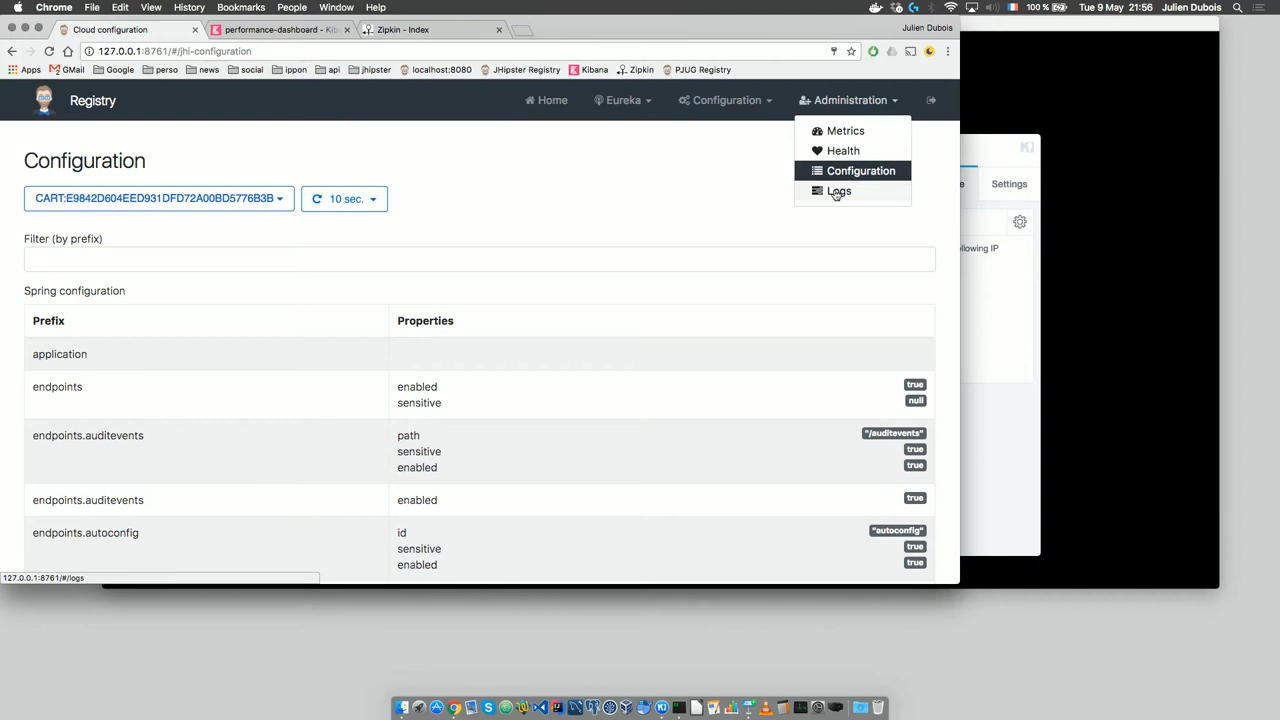 Chrome File Edit View History Bookmarks People Window Help 100 % Tue 9 May 21:56 Julien Dubois
Cloud configuration performance-dashboard - Kib Zipkin - Index Julien Dubois
127.0.0.1:8761/#/jhi-configuration
Apps GMail Google perso news social ippon api jhipster localhost:8080 JHipster Registry Kibana Zipkin PJUG Registry
Registry Home Eureka Configuration Administration
Metrics
Health
Configuration
Logs
Configuration
CART:E9842D604EED931DFD72A00BD5776B3B 10 sec.
e Settings
Filter (by prefix)
ollowing IP
Spring configuration
Prefix Properties
application
endpoints enabled true
sensitive null
endpoints.auditevents path "/auditevents"
sensitive true
enabled true
endpoints.auditevents enabled true
endpoints.autoconfig id "autoconfig"
sensitive true
enabled true
127.0.0.1:8761/#/logs